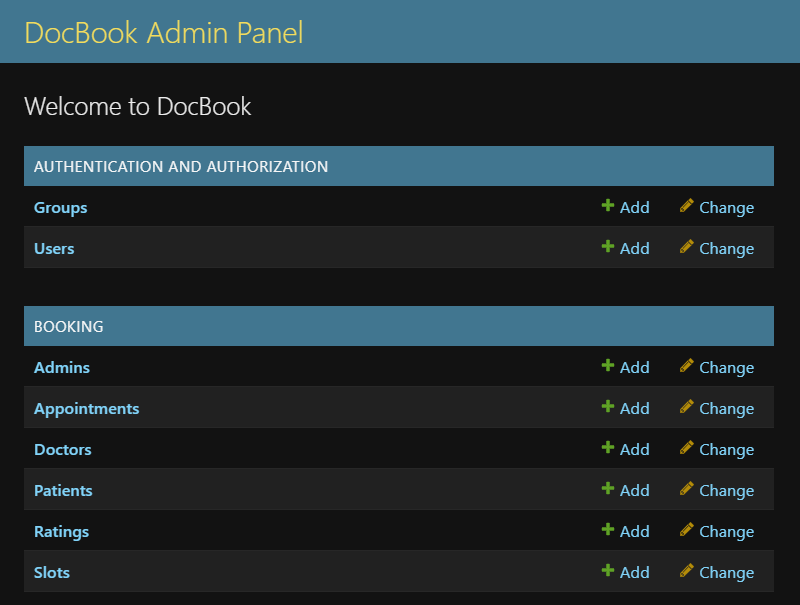 DocBook Admin Panel
Welcome to DocBook
AUTHENTICATION AND AUTHORIZATION
Groups Add Change
Users Add Change
BOOKING
Admins Add Change
Appointments Add Change
Doctors Add Change
Patients Add Change
Ratings Add Change
Slots Add Change